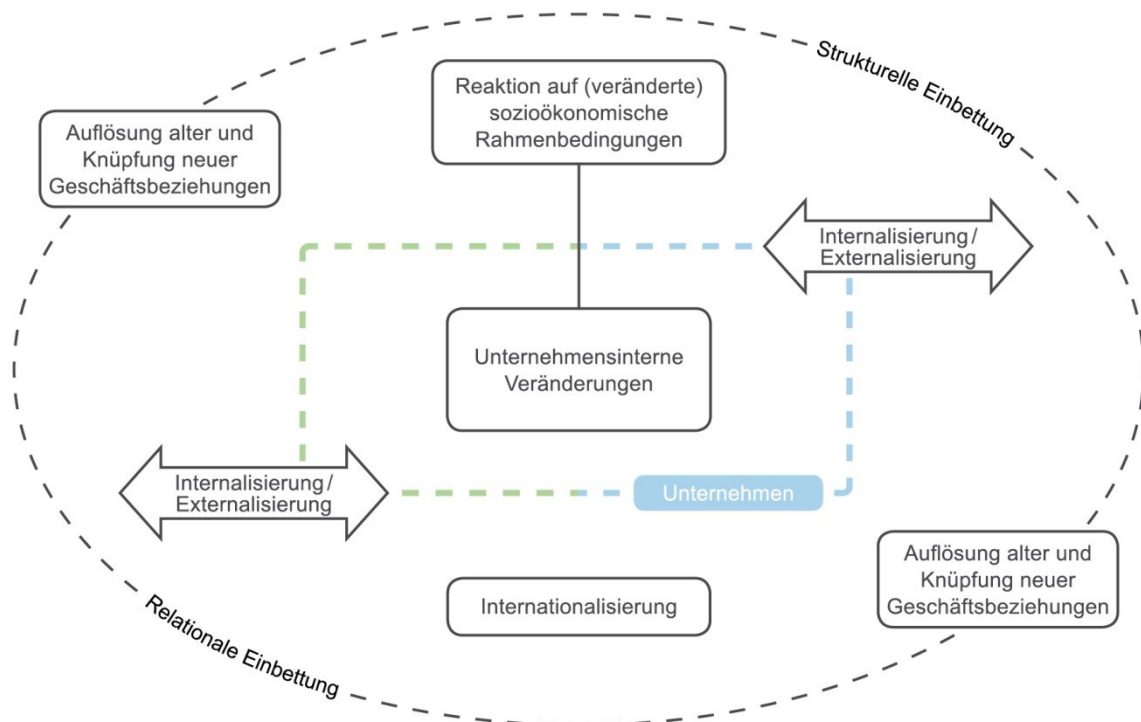 Strukturelle Einbettung
Reaktion auf (veränderte)
sozioökonomische
Rahmenbedingungen
Auflösung alter und
Knüpfung neuer
Geschäftsbeziehungen
Internalisierung /
Externalisierung
Unternehmensinterne
Veränderungen
Internalisierung /
Externalisierung
Unternehmen
Auflösung alter und
Knüpfung neuer
Geschäftsbeziehungen
Internationalisierung
Relationale Einbettung